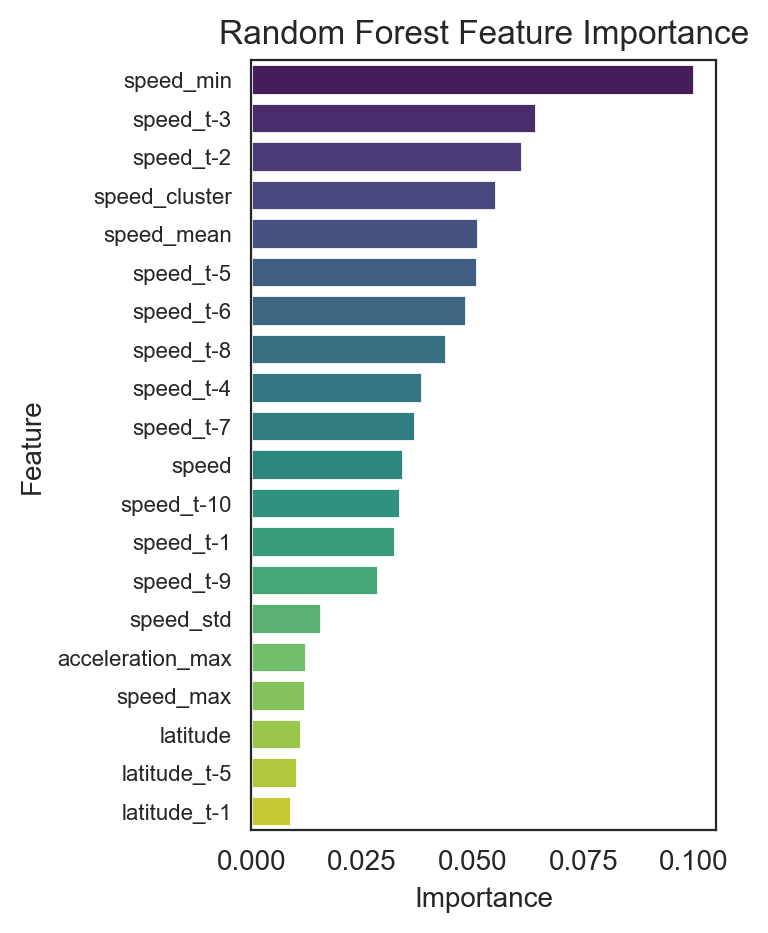 Random Forest Feature Importance
speed_min
speed_t-3
speed_t-2
speed_cluster
speed_mean
speed_t-5
speed_t-6
speed_t-8
speed_t-4
speed_t-7
speed
speed_t-10
speed_t-1
speed_t-9
speed_std
acceleration_max
speed_max
latitude
latitude_t-5
latitude_t-1
Feature
0.000 0.025 0.050 0.075 0.100
Importance